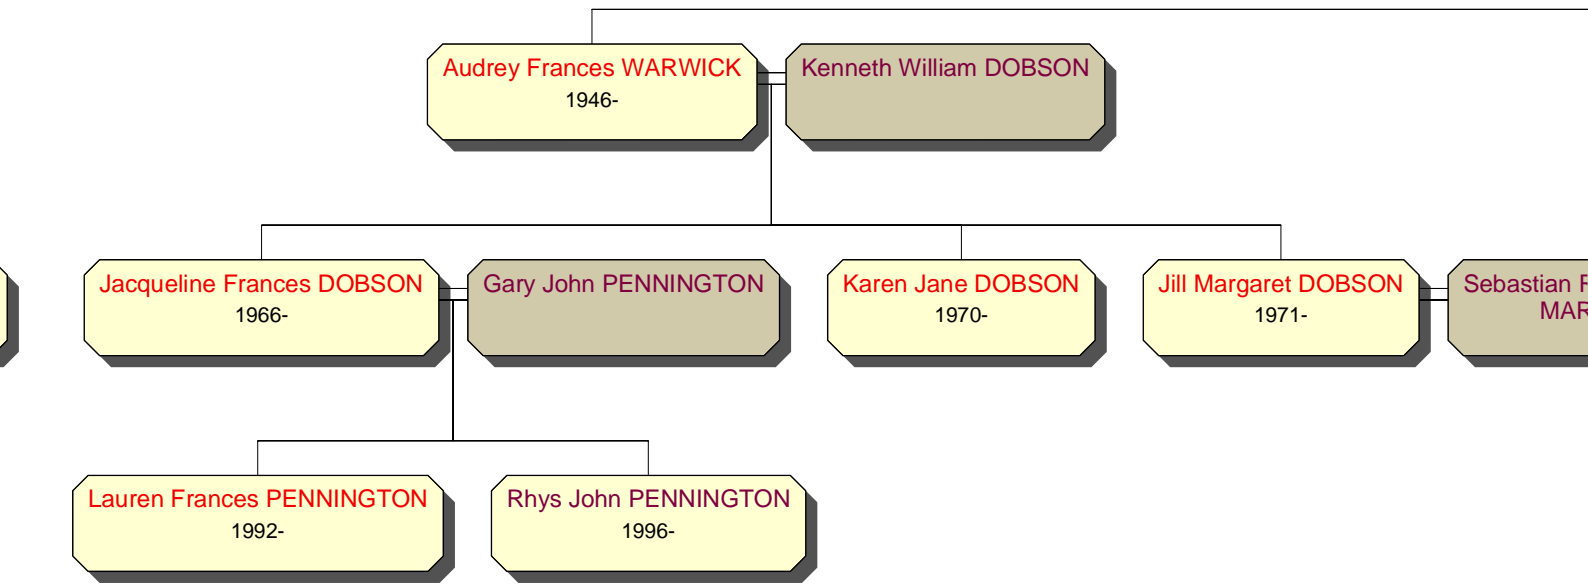 Audrey Frances WARWICK
1946-
Kenneth William DOBSON
Jacqueline Frances DOBSON
1966-
Gary John PENNINGTON
Karen Jane DOBSON
1970-
Jill Margaret DOBSON
1971-
Sebastian
Lauren Frances PENNINGTON
1992-
Rhys John PENNINGTON
1996-